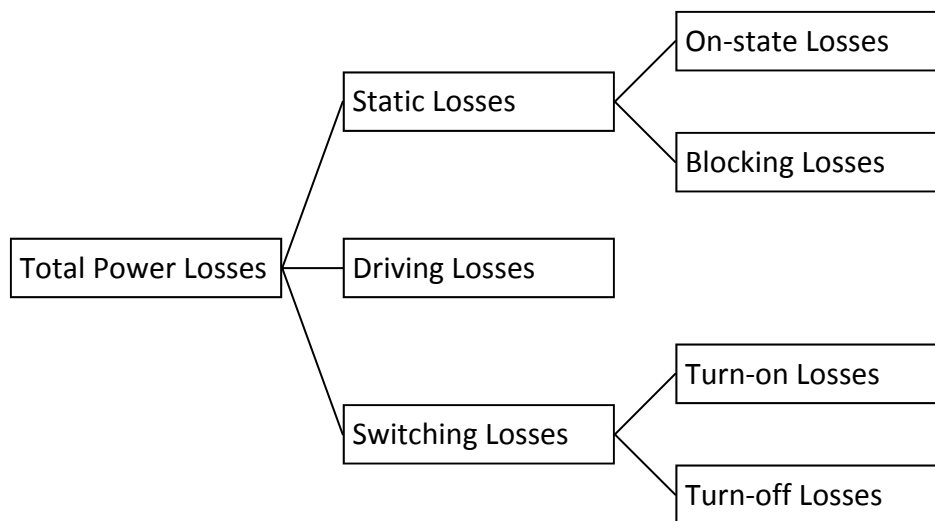 Total Power Losses
Static Losses
On-state Losses
Blocking Losses
Driving Losses
Switching Losses
Turn-on Losses
Turn-off Losses